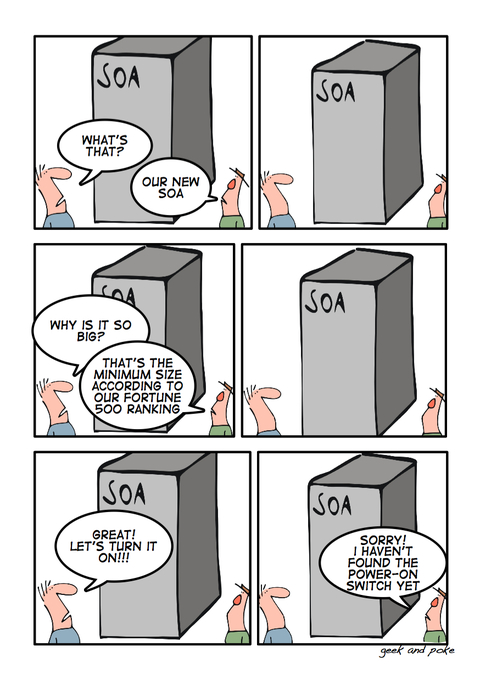 SOA
WHAT'S
THAT?
OUR NEW
SOA
SOA
SOA
WHY IS IT SO
BIG?
THAT'S THE
MINIMUM SIZE
ACCORDING TO
OUR FORTUNE
500 RANKING
SOA
SOA
GREAT!
LET'S TURN IT
ON!!!
SOA
SORRY!
I HAVEN'T
FOUND THE
POWER-ON
SWITCH YET
geek and poke